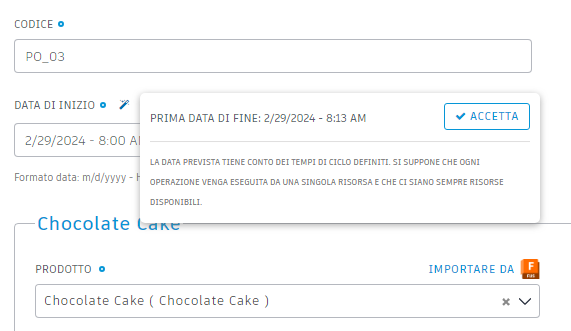 CODICE
PO_03
DATA DI INIZIO
2/29/2024 - 8:00 A
Formato data: m/d/yyyy - H
PRIMA DATA DI FINE: 2/29/2024 - 8:13 AM
ACCETTA
LA DATA PREVISTA TIENE CONTO DEI TEMPI DI CICLO DEFINITI. SI SUPPONE CHE OGNI
OPERAZIONE VENGA ESEGUITA DA UNA SINGOLA RISORSA E CHE CI SIANO SEMPRE RISORSE
DISPONIBILI.
Chocolate Cake
PRODOTTO
IMPORTARE DA
F
Chocolate Cake ( Chocolate Cake )